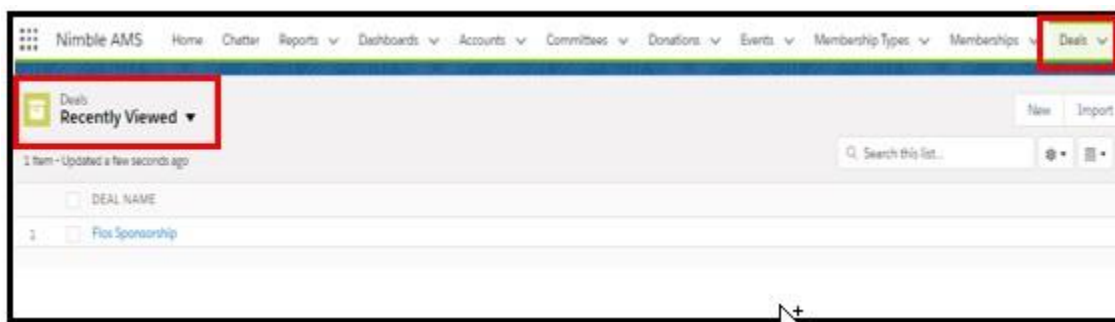 Nimble AMS Home Chatter Reports Dashboards Accounts Committees Donations Events Membership Types Memberships Deals
Deals
Recently Viewed
New Import
1 item - Updated a few seconds ago
Search this list...
DEAL NAME
1 Flos Sponsorship